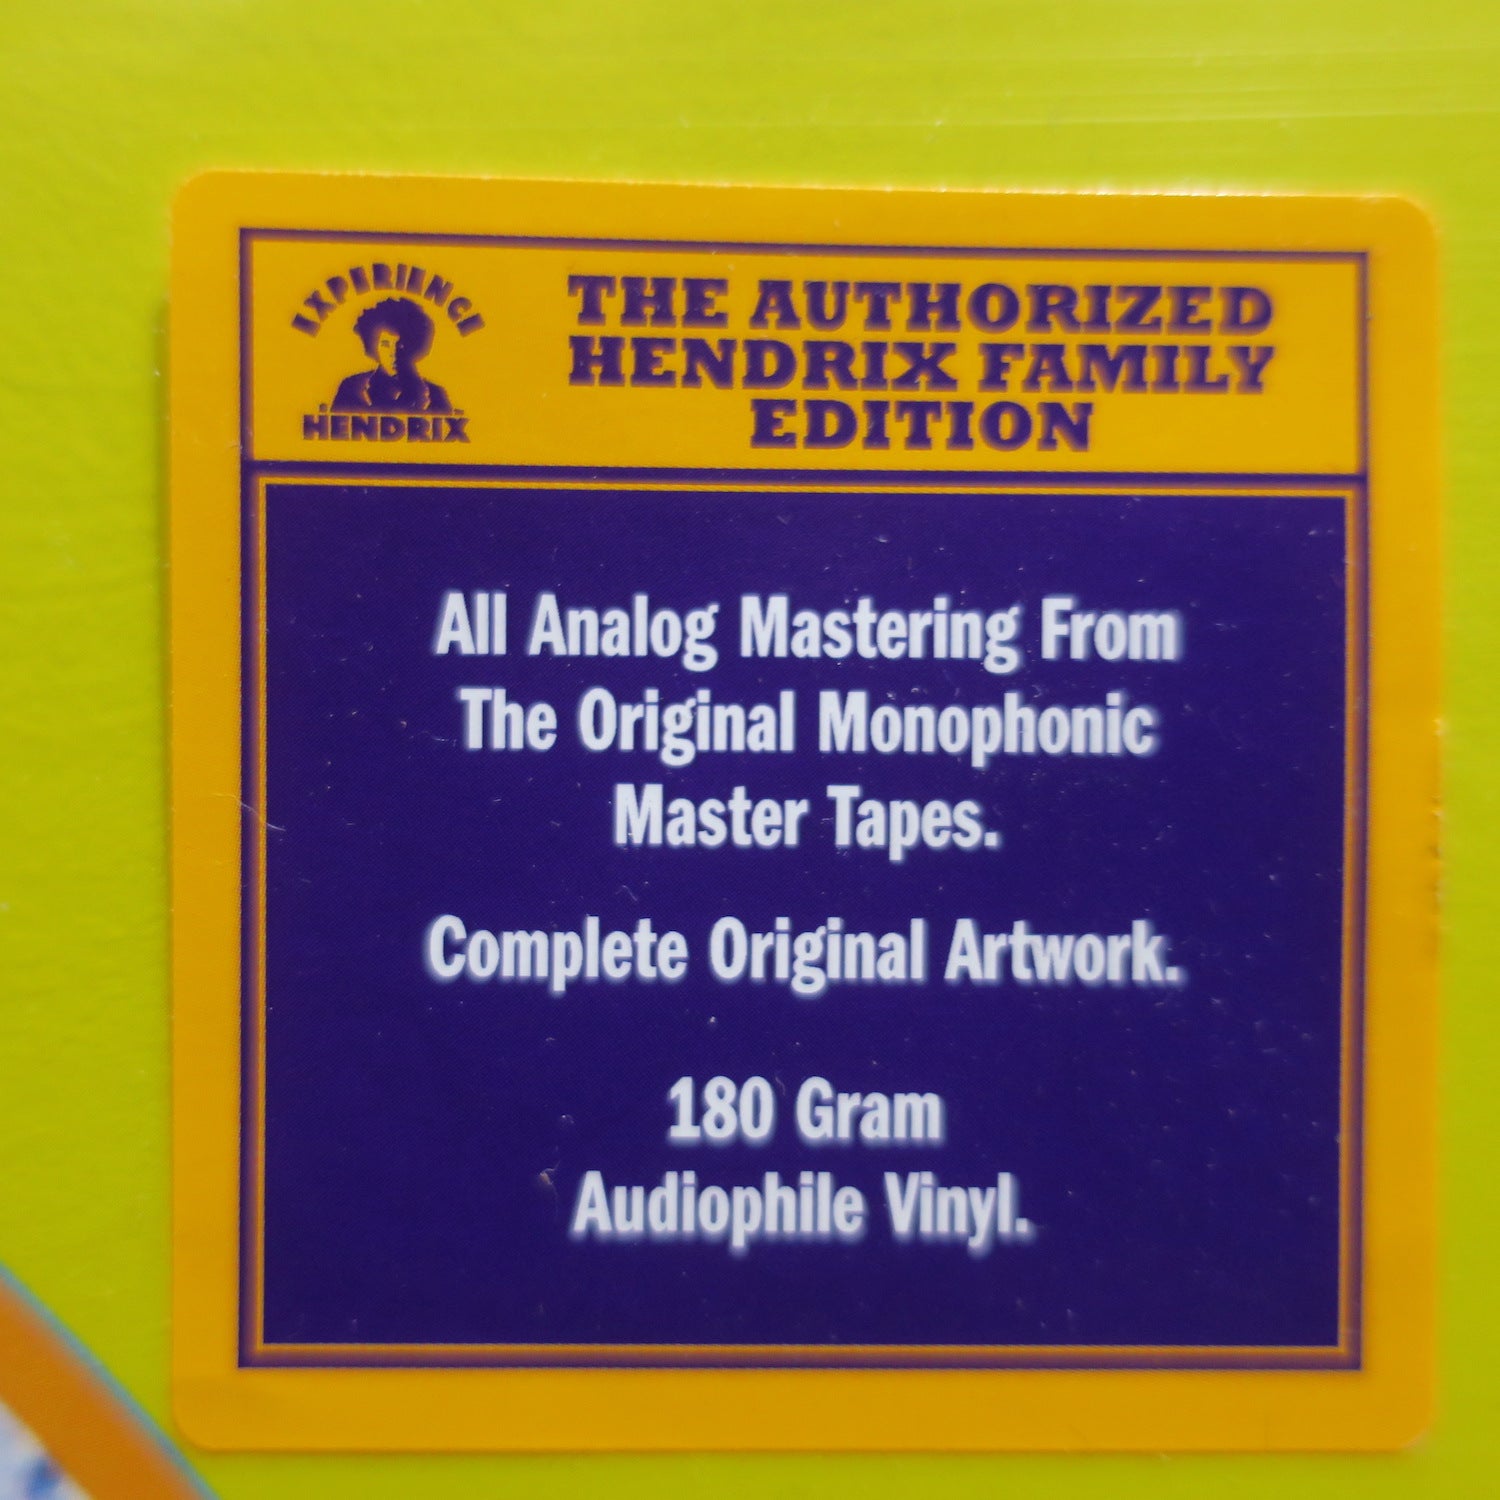 EXPERIENCE
HENDRIX
THE AUTHORIZED
HENDRIX FAMILY
EDITION
All Analog Mastering From
The Original Monophonic
Master Tapes.
Complete Original Artwork.
180 Gram
Audiophile Vinyl.